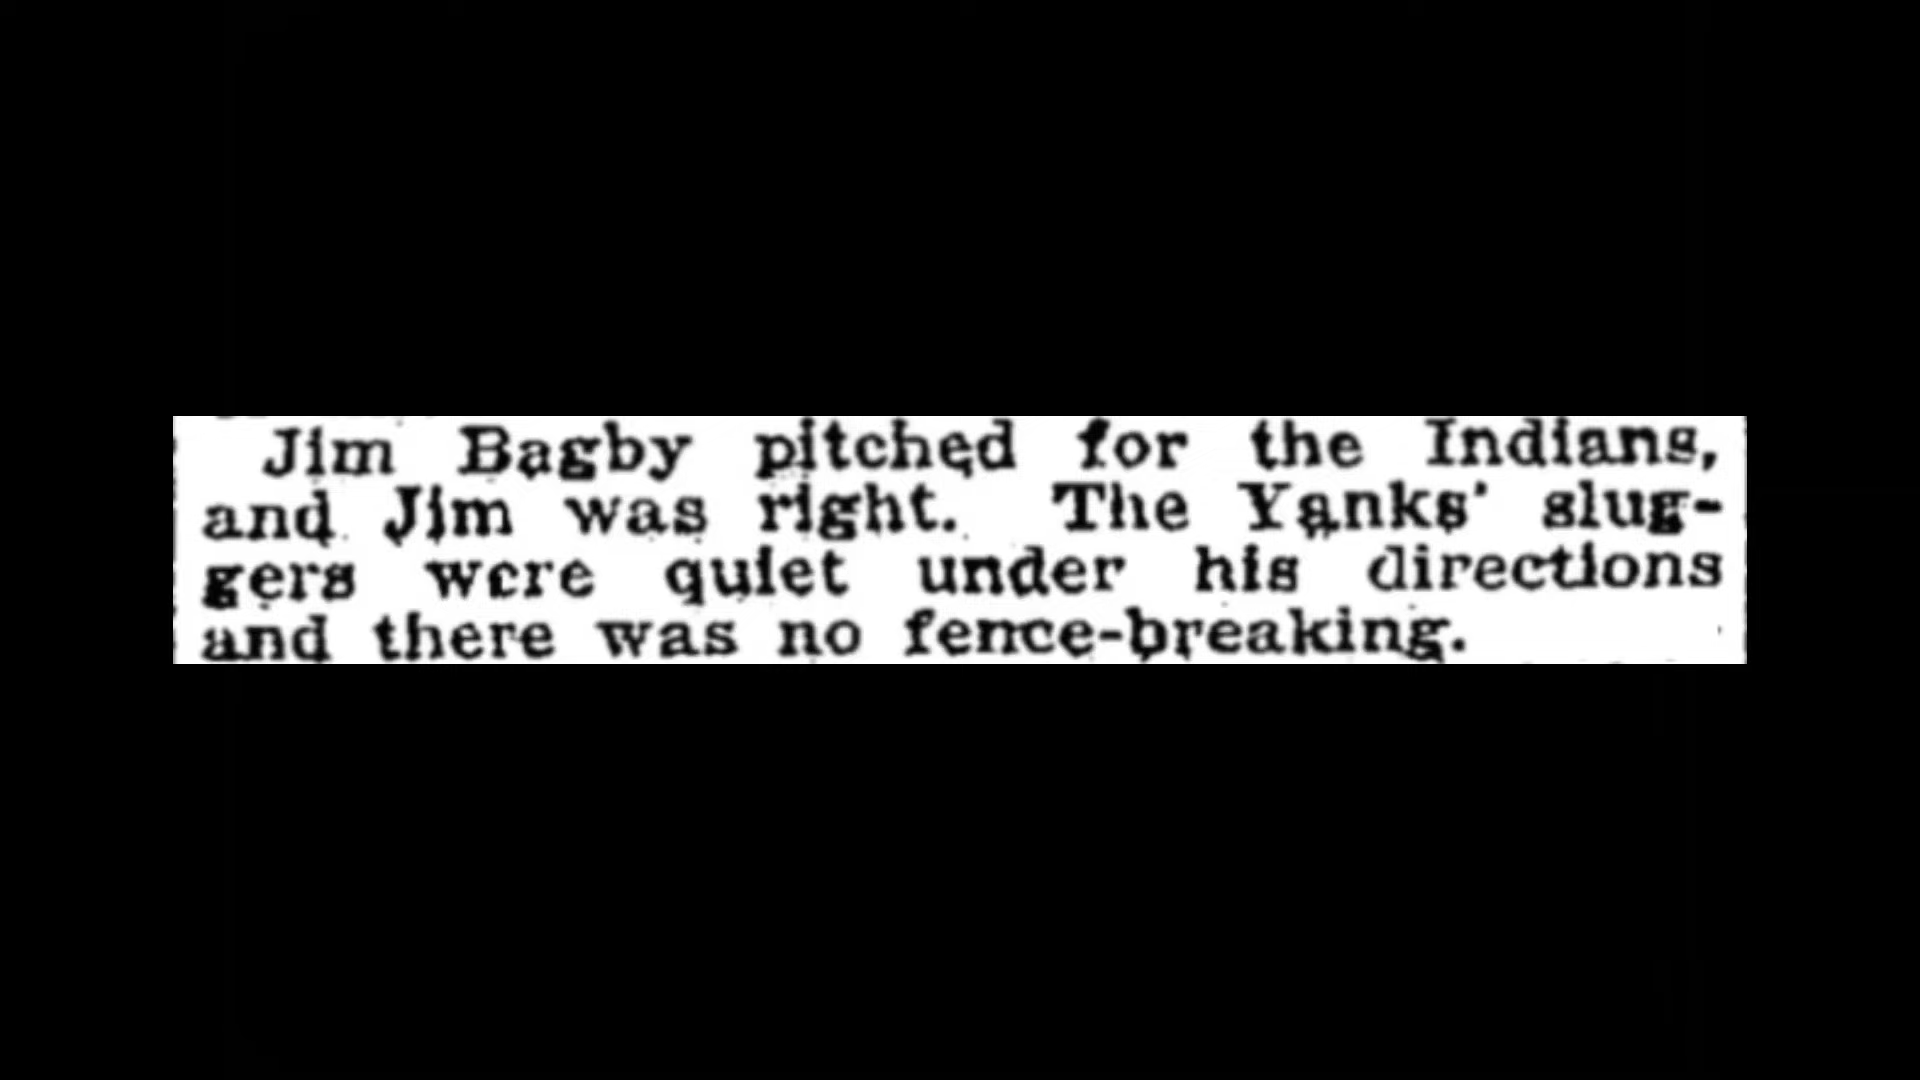 Jim Bagby pitched for the Indians,
and Jim was right. The Yanks' slug-
gers were quiet under his directions
and there was no fence-breaking.